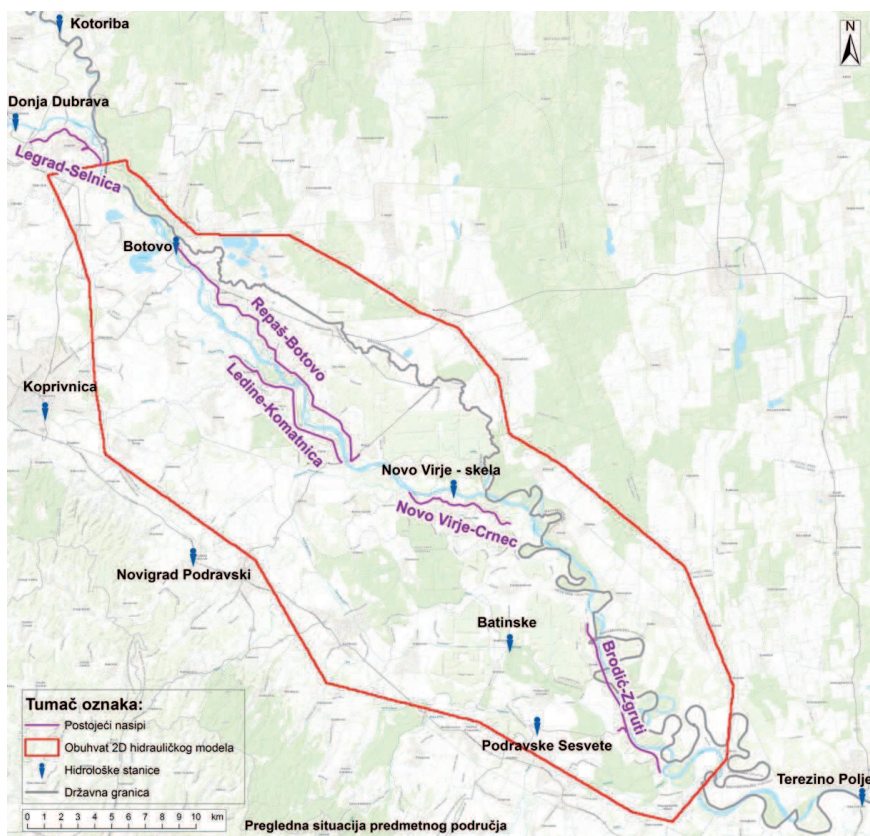 Kotoriba
N
Donja Dubrava
Legrad-Selnica
Botovo
Repaš-Botovo
Ledine-Komatnica
Koprivnica
Novo Virje - skela
Novo Virje-Crnec
Novigrad Podravski
Batinske
Brodić-Zgruti
Podravske Sesvete
Terezino Polje
Tumač oznaka:
Postojeći nasipi
Obuhvat 2D hidrauličkog modela
Hidrološke stanice
Državna granica
0 1 2 3 4 5 6 7 8 9 10 km
Pregledna situacija predmetnog područja